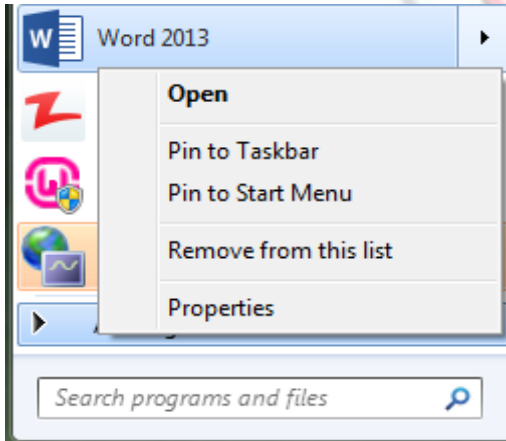 Word 2013
Open
Pin to Taskbar
Pin to Start Menu
Remove from this list
Properties
Search programs and files